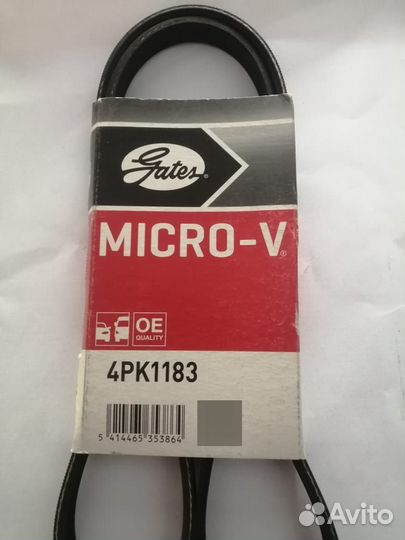 Gates®
MICRO-V®
OE
QUALITY
4PK1183
5 414465 353864
Avito